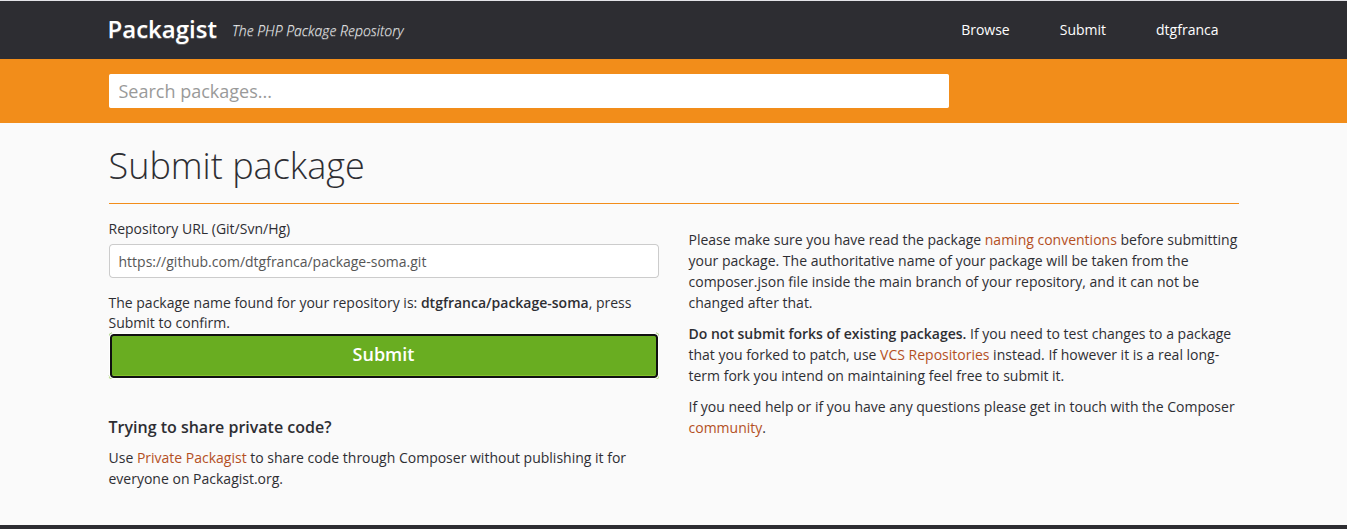 Packagist The PHP Package Repository Browse Submit dtgfranca
Search packages...
Submit package
Repository URL (Git/Svn/Hg)
https://github.com/dtgfranca/package-soma.git
The package name found for your repository is: dtgfranca/package-soma, press
Submit to confirm.
Submit
Trying to share private code?
Use Private Packagist to share code through Composer without publishing it for
everyone on Packagist.org.
Please make sure you have read the package naming conventions before submitting
your package. The authoritative name of your package will be taken from the
composer.json file inside the main branch of your repository, and it can not be
changed after that.
Do not submit forks of existing packages. If you need to test changes to a package
that you forked to patch, use VCS Repositories instead. If however it is a real long-
term fork you intend on maintaining feel free to submit it.
If you need help or if you have any questions please get in touch with the Composer
community.